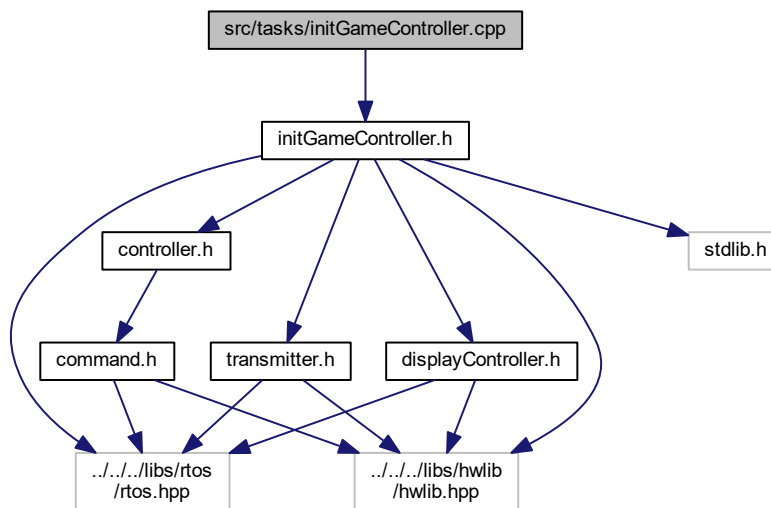 src/tasks/initGameController.cpp
initGameController.h
controller.h
stdlib.h
command.h
transmitter.h
displayController.h
../../../libs/rtos
/rtos.hpp
../../../libs/hwlib
/hwlib.hpp